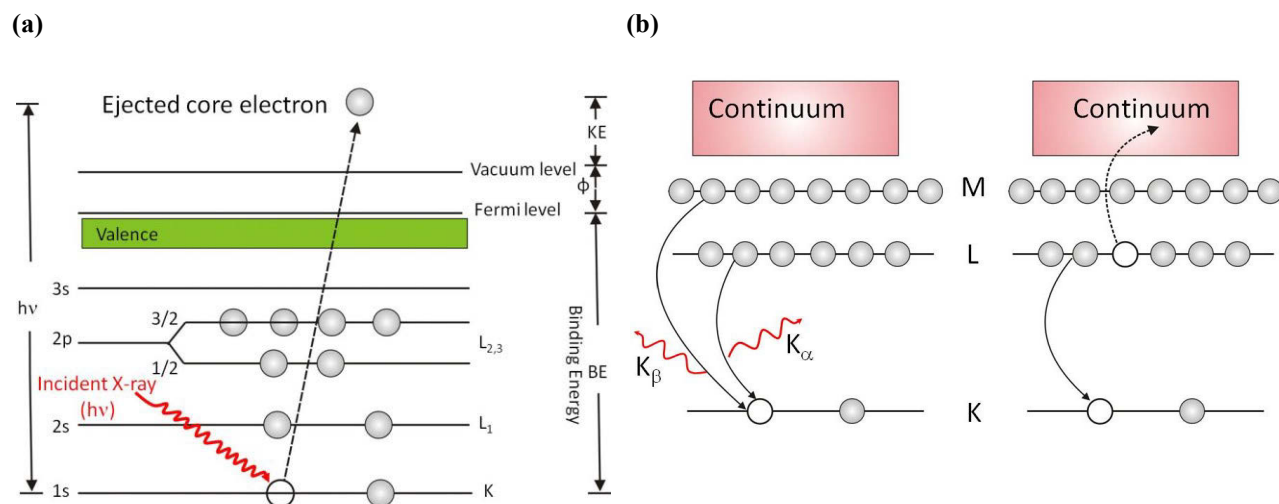 (a)
(b)
Ejected core electron
KE
Vacuum level
ϕ
Fermi level
Valence
hν
3s
3/2
2p
L2,3
1/2
Incident X-ray
(hν)
Binding Energy
BE
2s
L1
1s
K
Continuum
Continuum
M
L
Kβ
Kα
K